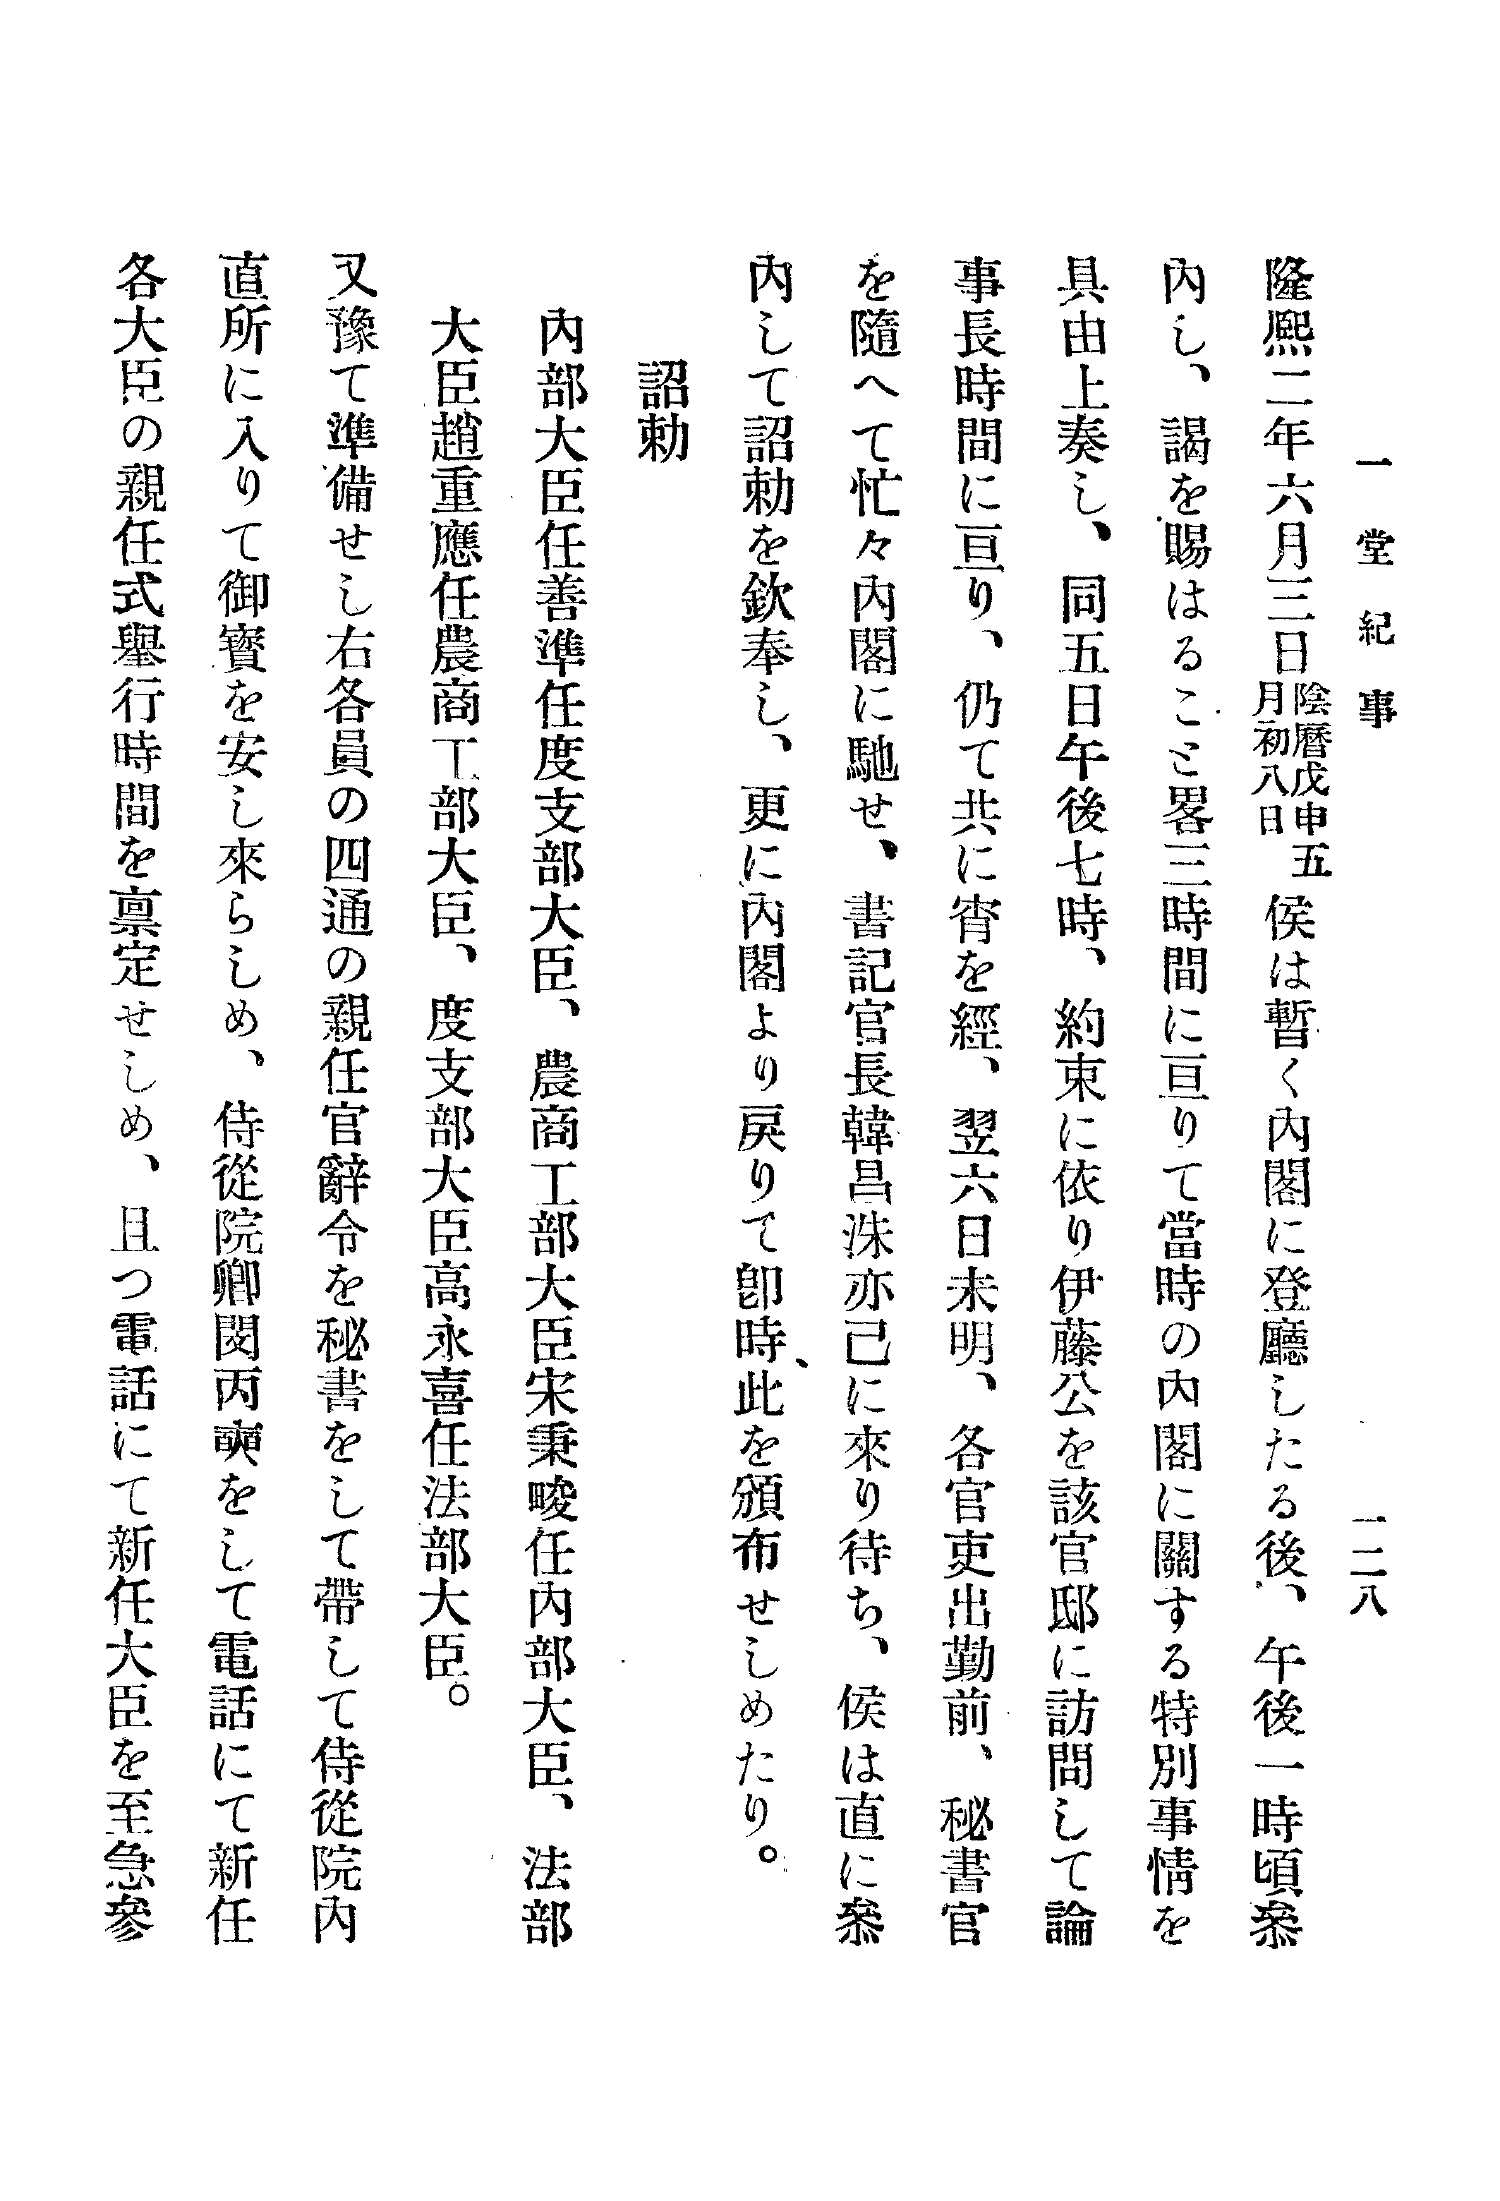 一堂紀事
一二八
隆熙二年六月三日陰曆戊申五月初八日侯は暫く內閣に登廳したる後、午後一時頃參
內し、謁を賜はること畧三時間に亘りて當時の內閣に關する特別事情を
具由上奏し、同五日午後七時、約束に依り伊藤公を該官邸に訪問して論
事長時間に亘り、仍て共に宵を經、翌六日未明、各官吏出勤前、秘書官
を隨へて忙々內閣に馳せ、書記官長韓昌洙亦己に來り待ち、侯は直に參
內して詔勅を欽奉し、更に內閣より戻りて卽時此を頒布せしめたり。
詔勅
內部大臣任善準任度支部大臣、農商工部大臣宋秉畯任內部大臣、法部
大臣趙重應任農商工部大臣、度支部大臣高永喜任法部大臣。
又豫て準備せし右各員の四通の親任官辭令を秘書をして帶して侍從院內
直所に入りて御寳を安し來らしめ、侍從院卿閔丙奭をして電話にて新任
各大臣の親任式舉行時間を禀定せしめ、且つ電話にて新任大臣を至急參